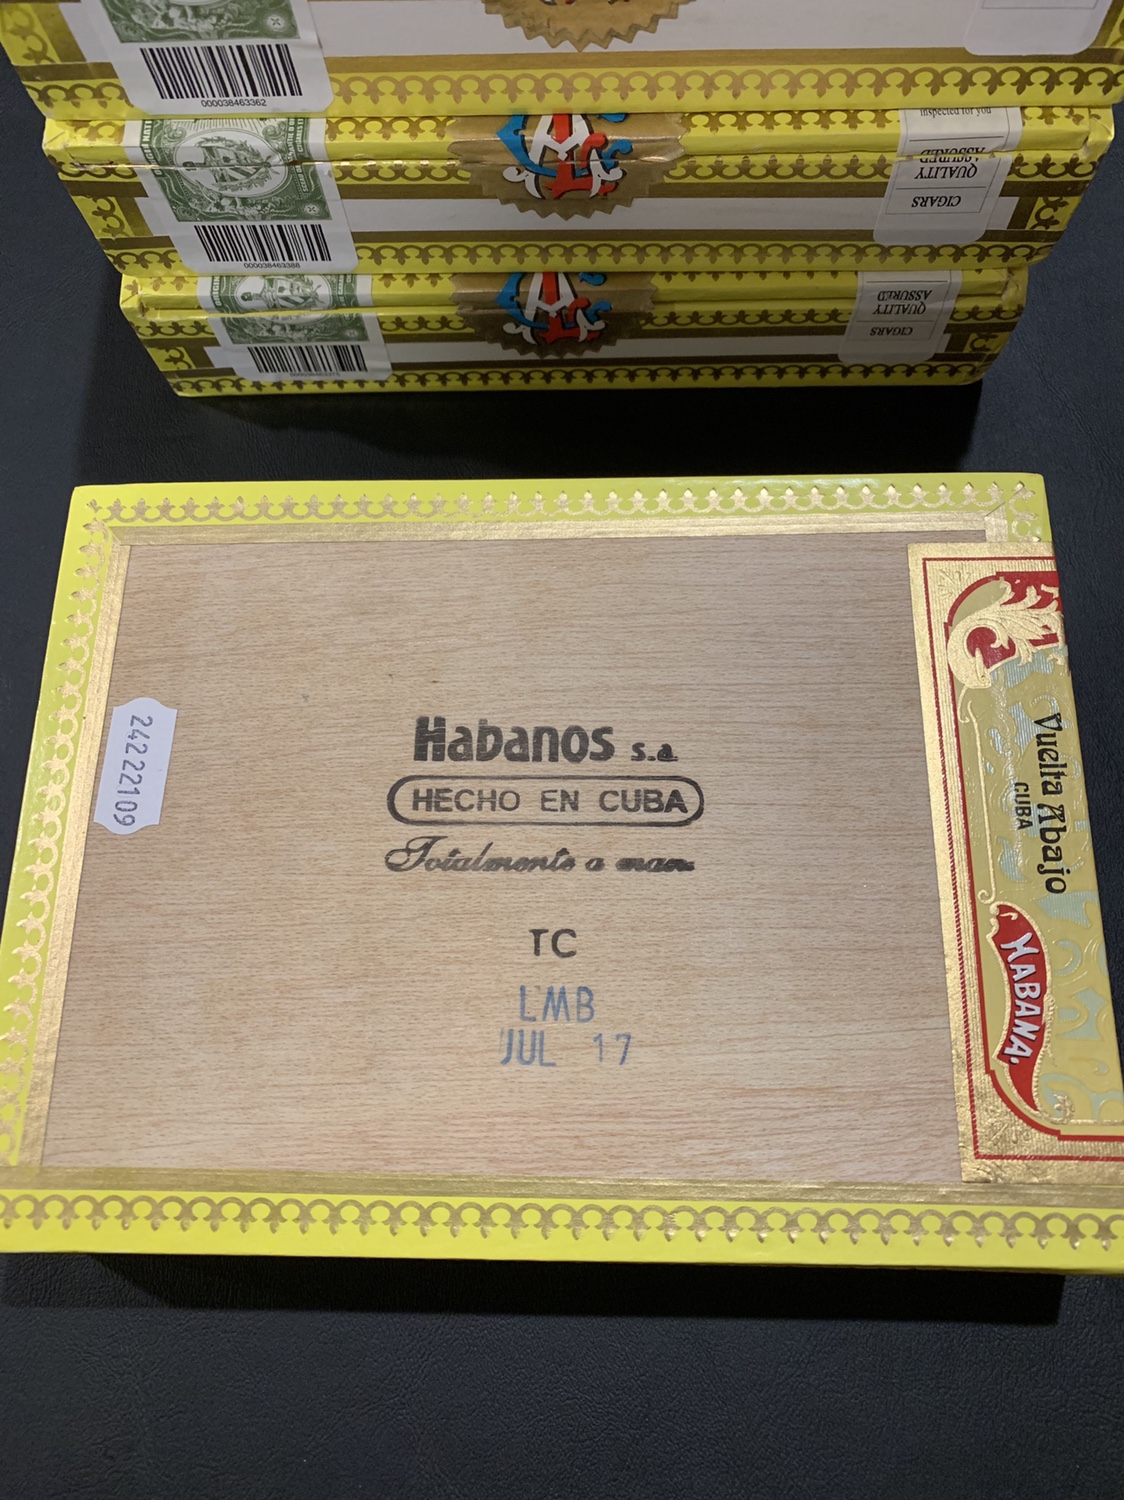 000038463362
inspected for you
ASSURED
QUALITY
CIGARS
000038463388
ASSURED
QUALITY
CIGARS
24222109
Habanos s.a.
HECHO EN CUBA
Totalmente a mano
TC
LMB
JUL 17
Vuelta Abajo
CUBA
HABANA.